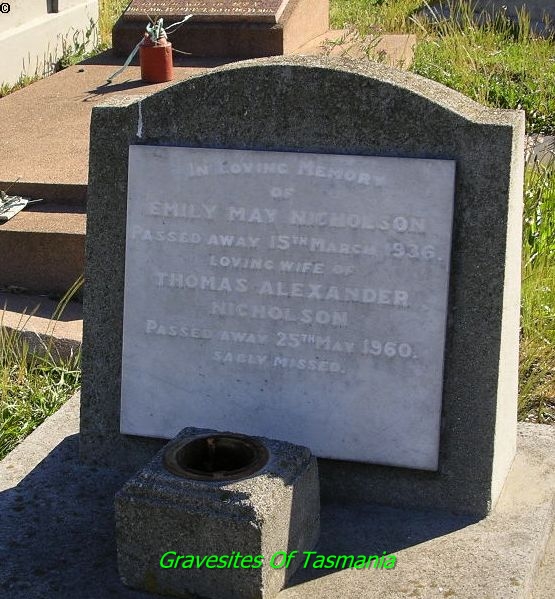 ©
In Loving Memory
of
Emily May Nicholson
Passed away 15th March 1936.
Loving wife of
Thomas Alexander
Nicholson
Passed away 25th May 1960.
Sadly missed.
Gravesites Of Tasmania